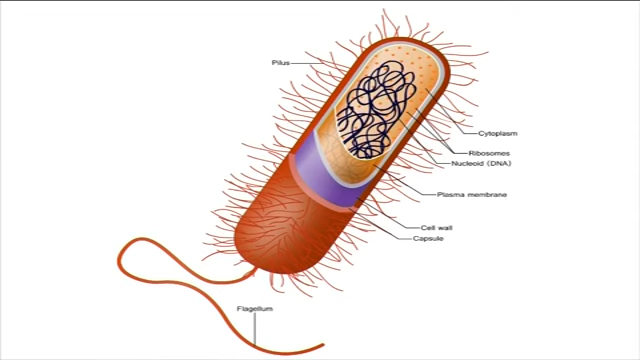 Pilus
Cytoplasm
Ribosomes
Nucleoid (DNA)
Plasma membrane
Cell wall
Capsule
Flagellum